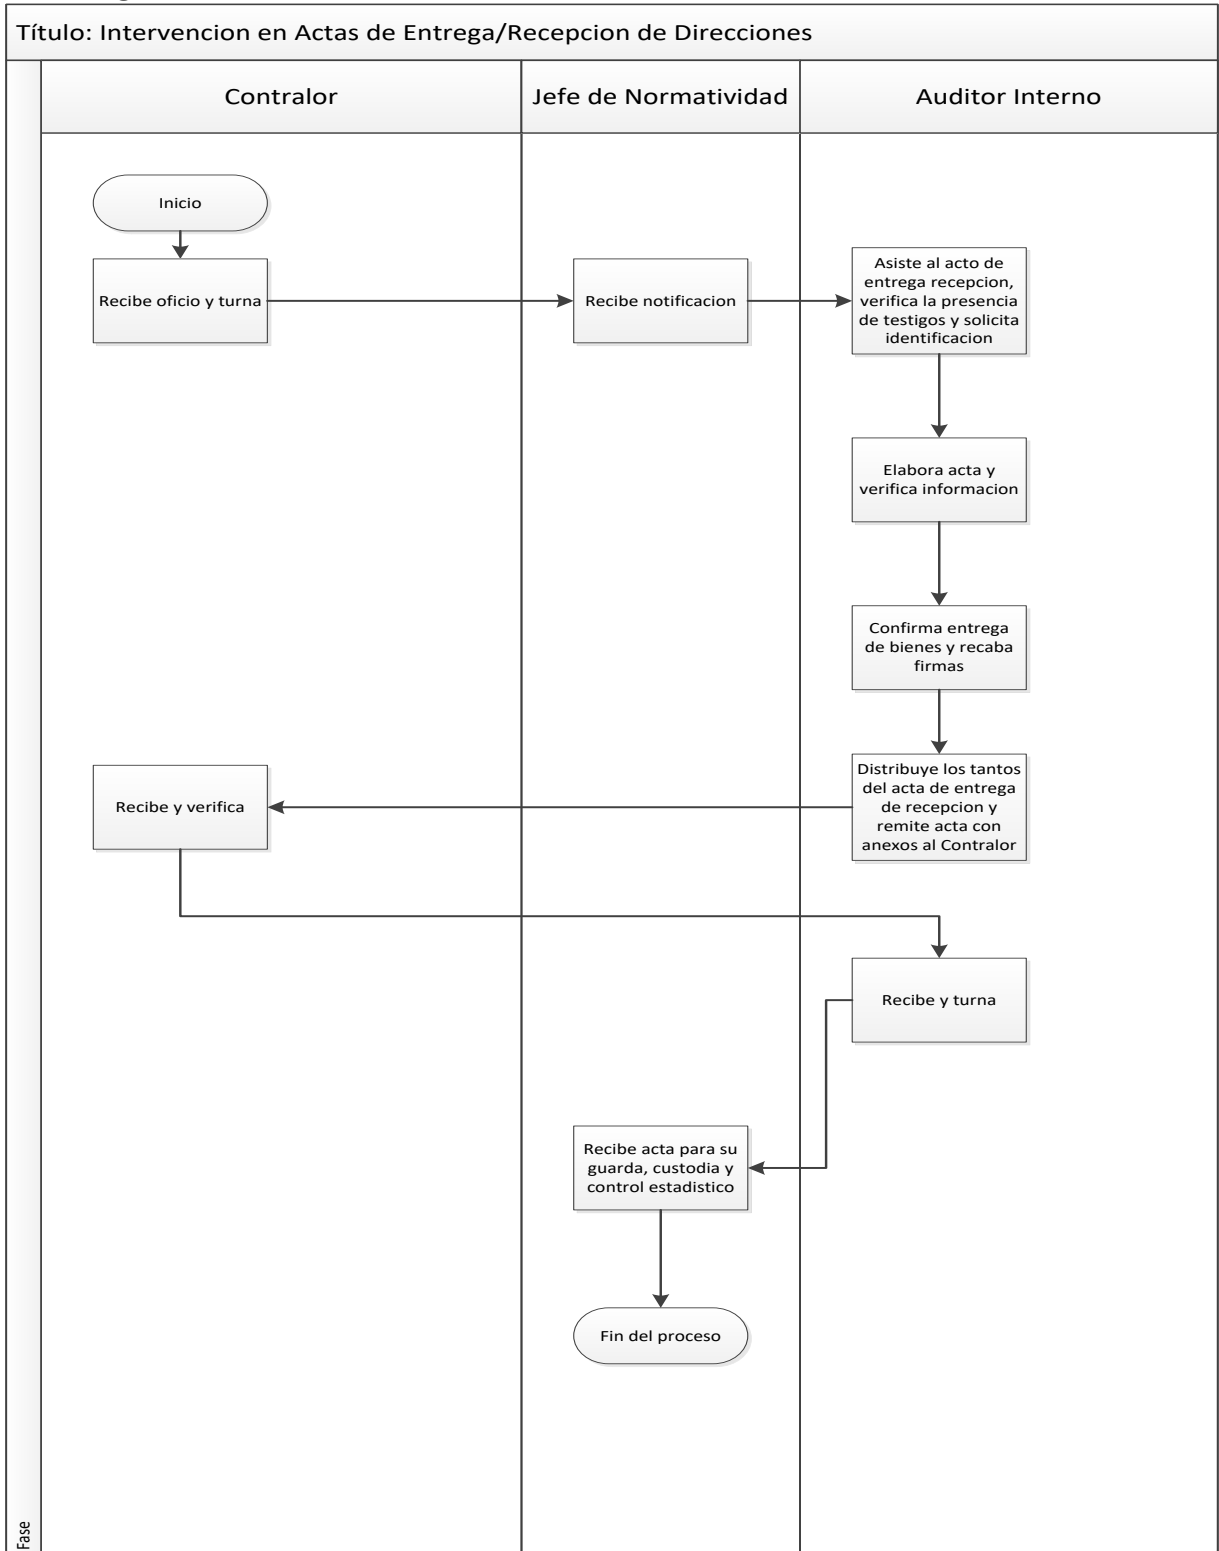 Título: Intervencion en Actas de Entrega/Recepcion de Direcciones
Contralor
Jefe de Normatividad
Auditor Interno
Inicio
Recibe oficio y turna
Recibe notificacion
Asiste al acto de
entrega recepcion,
verifica la presencia
de testigos y solicita
identificacion
Elabora acta y
verifica informacion
Confirma entrega
de bienes y recaba
firmas
Distribuye los tantos
del acta de entrega
de recepcion y
remite acta con
anexos al Contralor
Recibe y verifica
Recibe y turna
Recibe acta para su
guarda, custodia y
control estadistico
Fin del proceso
Fase